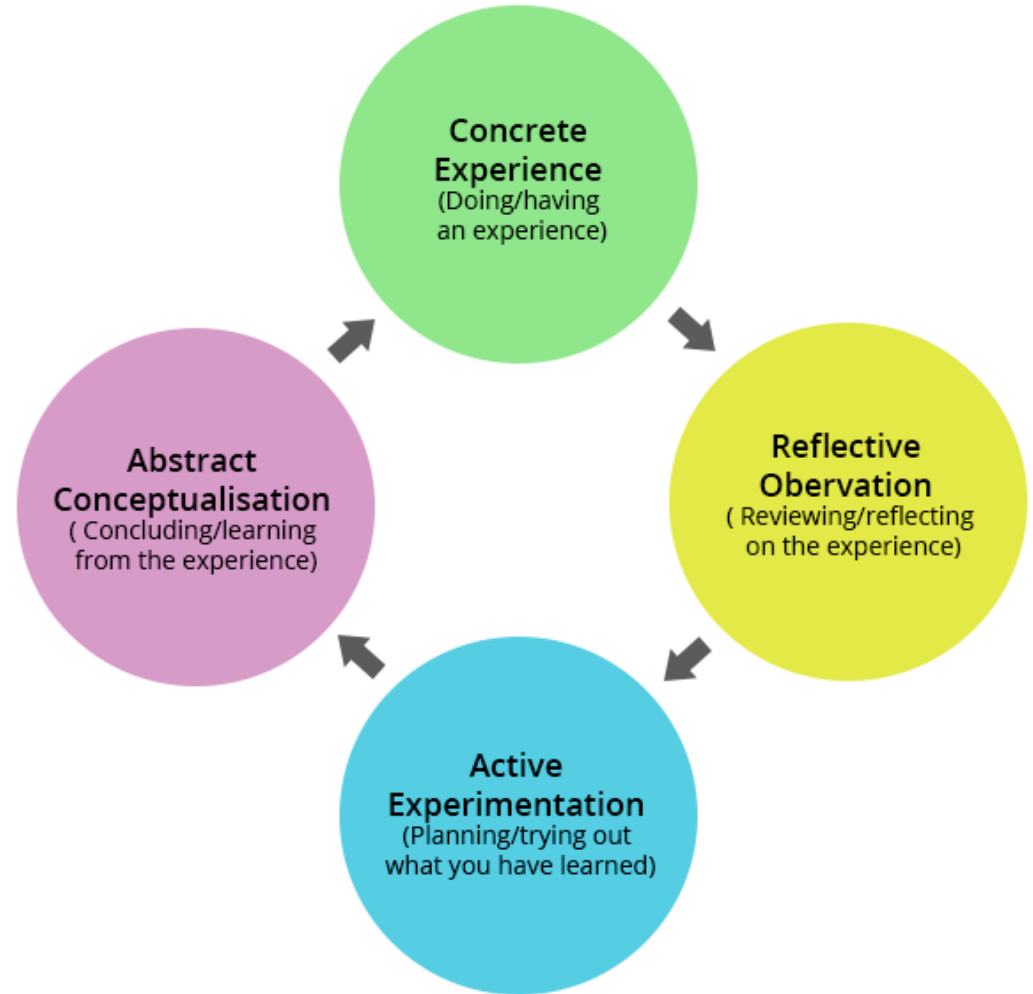 Concrete
Experience
(Doing/having
an experience)
Reflective
Obervation
( Reviewing/reflecting
on the experience)
Active
Experimentation
(Planning/trying out
what you have learned)
Abstract
Conceptualisation
( Concluding/learning
from the experience)